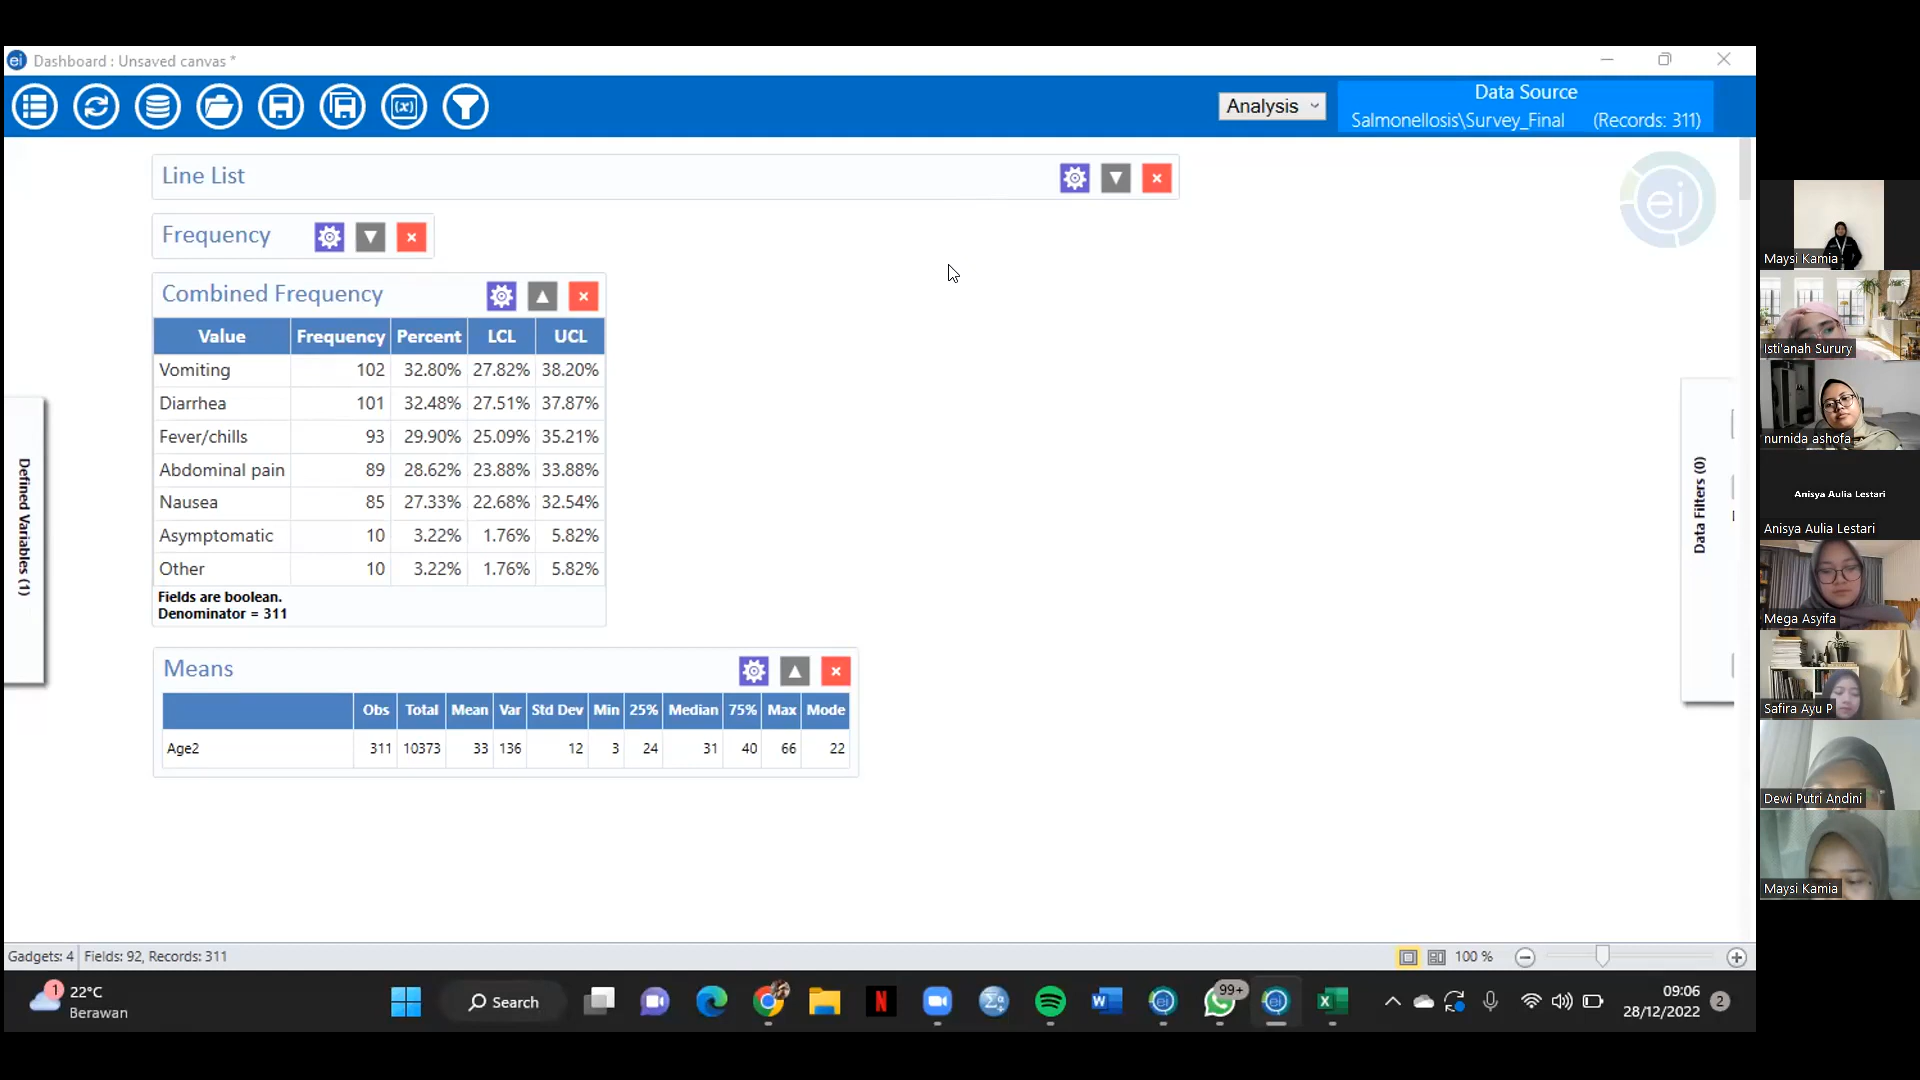 ei Dashboard : Unsaved canvas *
Analysis
Data Source
Salmonellosis\Survey_Final (Records: 311)
Line List
ei
Frequency
Combined Frequency
Value Frequency Percent LCL UCL
Vomiting 102 32.80% 27.82% 38.20%
Diarrhea 101 32.48% 27.51% 37.87%
Fever/chills 93 29.90% 25.09% 35.21%
Abdominal pain 89 28.62% 23.88% 33.88%
Nausea 85 27.33% 22.68% 32.54%
Asymptomatic 10 3.22% 1.76% 5.82%
Other 10 3.22% 1.76% 5.82%
Fields are boolean.
Denominator = 311
Means
Obs Total Mean Var Std Dev Min 25% Median 75% Max Mode
Age2 311 10373 33 136 12 3 24 31 40 66 22
Defined Variables (1)
Data Filters (0)
Gadgets: 4 Fields: 92, Records: 311
100 %
1
22°C
Berawan
Search
99+
09:06
28/12/2022
2
Maysi Kamia
Isti'anah Surury
nurnida ashofa
Anisya Aulia Lestari
Anisya Aulia Lestari
Mega Asyifa
Safira Ayu P
Dewi Putri Andini
Maysi Kamia